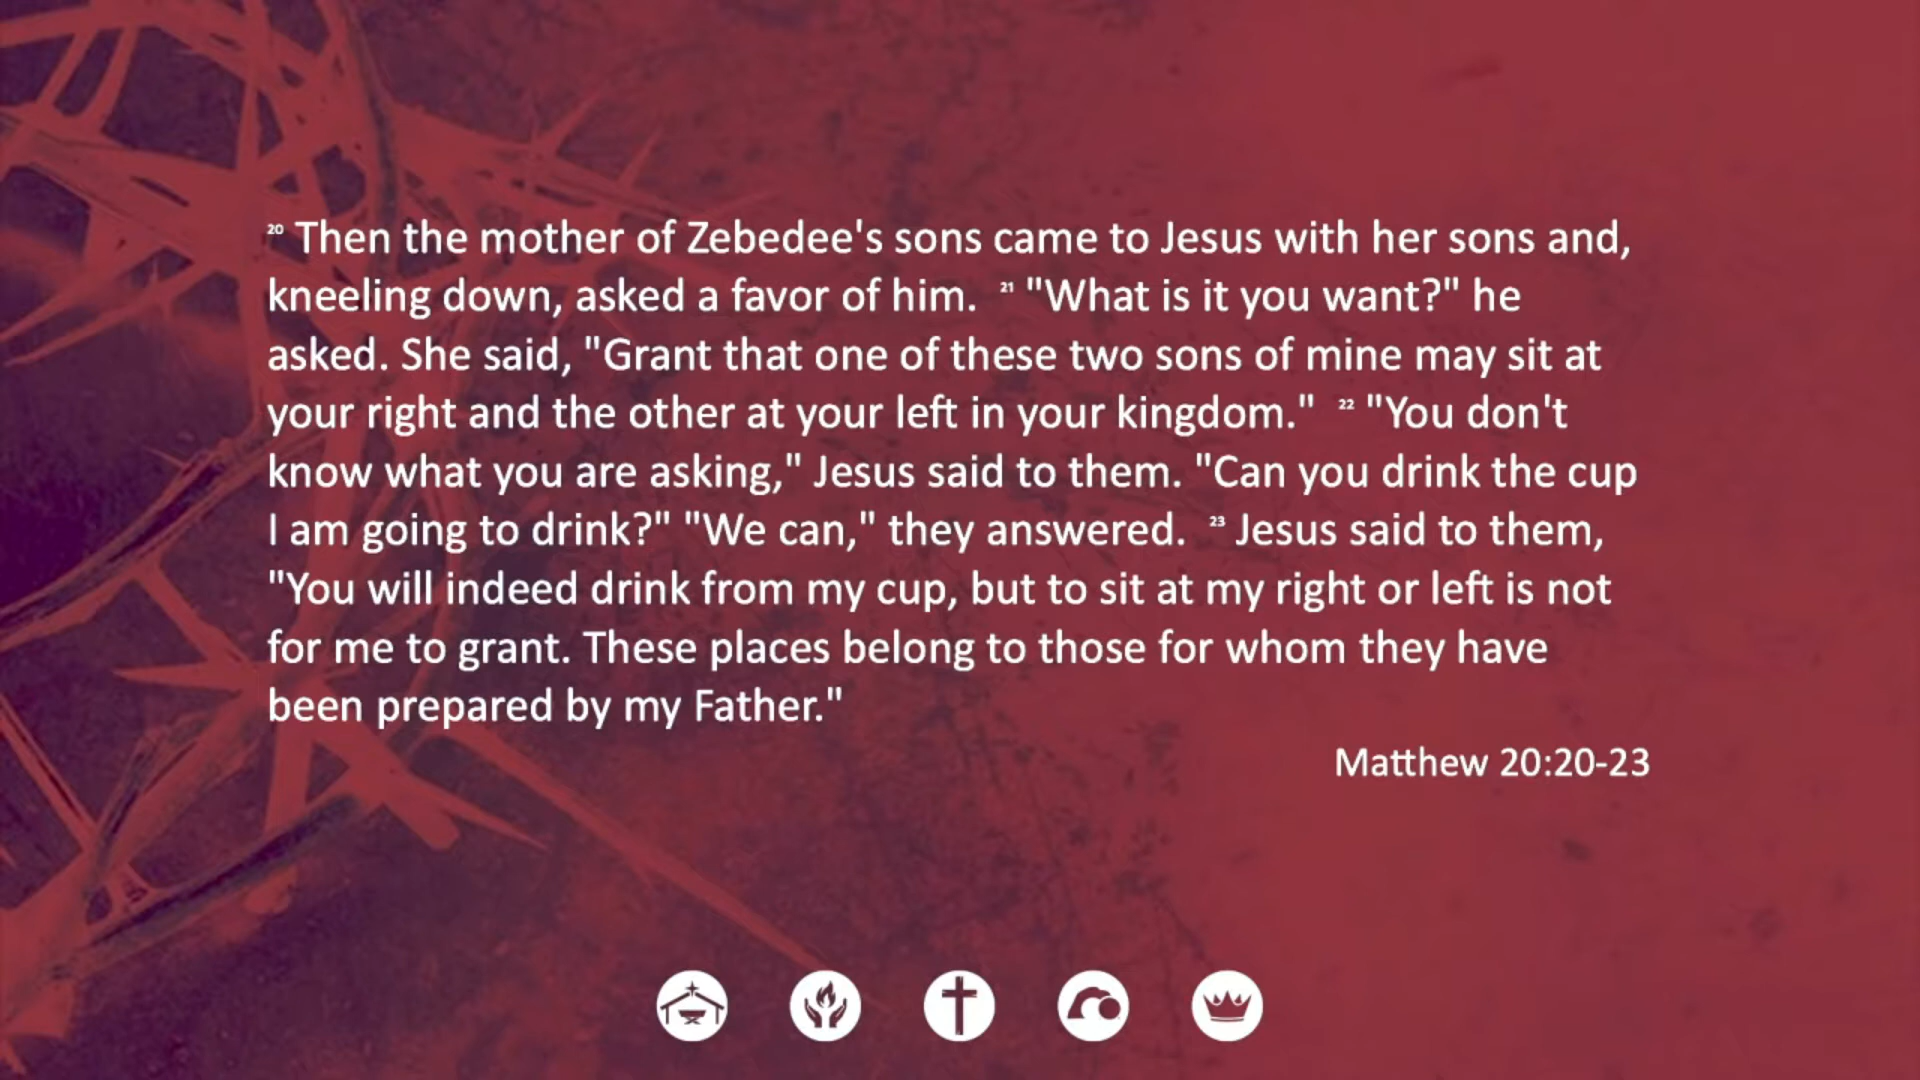 20 Then the mother of Zebedee's sons came to Jesus with her sons and,
kneeling down, asked a favor of him. 21 "What is it you want?" he
asked. She said, "Grant that one of these two sons of mine may sit at
your right and the other at your left in your kingdom." 22 "You don't
know what you are asking," Jesus said to them. "Can you drink the cup
I am going to drink?" "We can," they answered. 23 Jesus said to them,
"You will indeed drink from my cup, but to sit at my right or left is not
for me to grant. These places belong to those for whom they have
been prepared by my Father."
Matthew 20:20-23